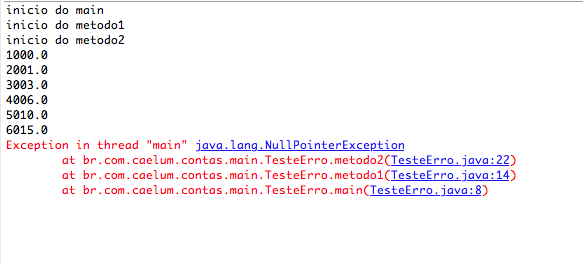 inicio do main
inicio do metodo1
inicio do metodo2
1000.0
2001.0
3003.0
4006.0
5010.0
6015.0
Exception in thread "main" java.lang.NullPointerException
at br.com.caelum.contas.main.TesteErro.metodo2(TesteErro.java:22)
at br.com.caelum.contas.main.TesteErro.metodo1(TesteErro.java:14)
at br.com.caelum.contas.main.TesteErro.main(TesteErro.java:8)